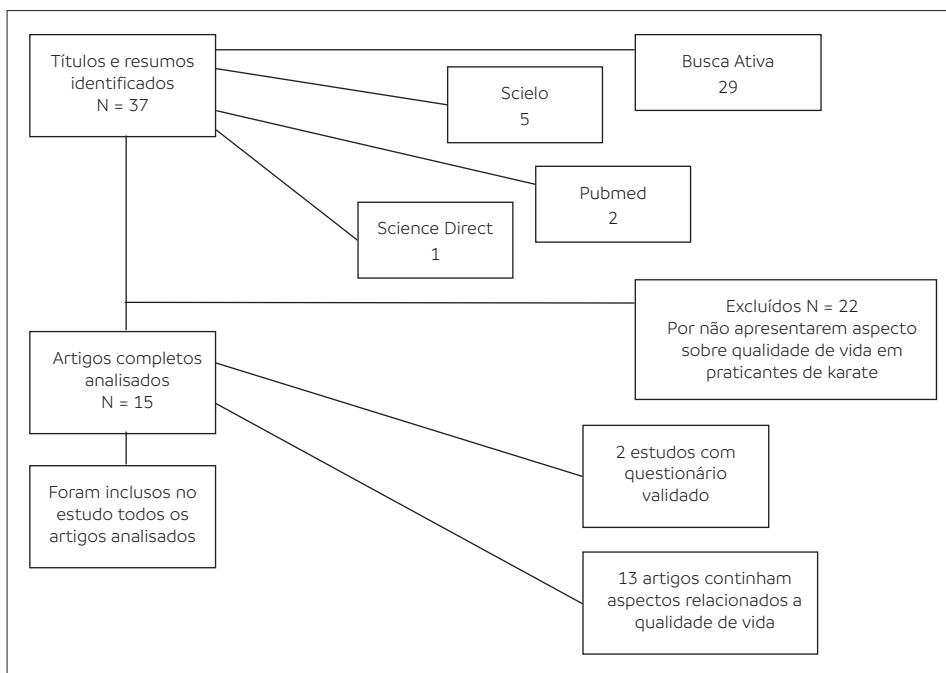 Títulos e resumos
identificados
N = 37
Busca Ativa
29
Scielo
5
Pubmed
2
Science Direct
1
Excluídos N = 22
Por não apresentarem aspecto
sobre qualidade de vida em
praticantes de karate
Artigos completos
analisados
N = 15
2 estudos com
questionário
validado
Foram inclusos no
estudo todos os
artigos analisados
13 artigos continham
aspectos relacionados a
qualidade de vida